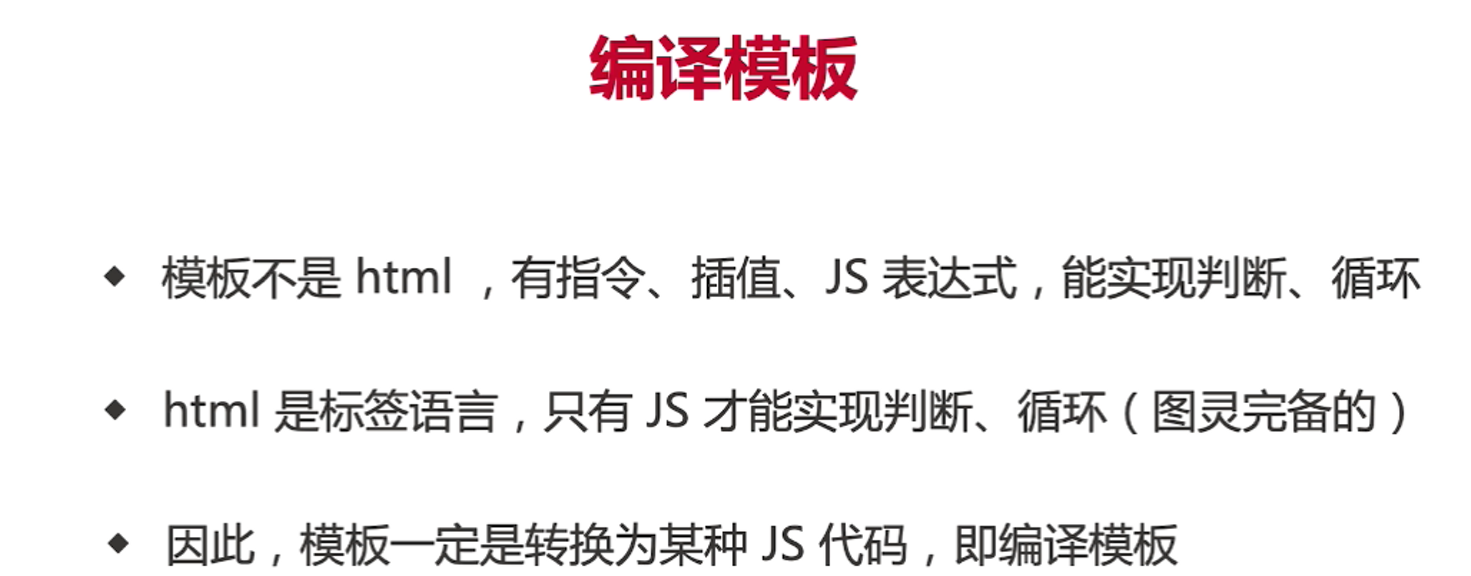 编译模板
◆ 模板不是 html ，有指令、插值、JS 表达式，能实现判断、循环
◆ html 是标签语言，只有 JS 才能实现判断、循环（图灵完备的）
◆ 因此，模板一定是转换为某种 JS 代码，即编译模板